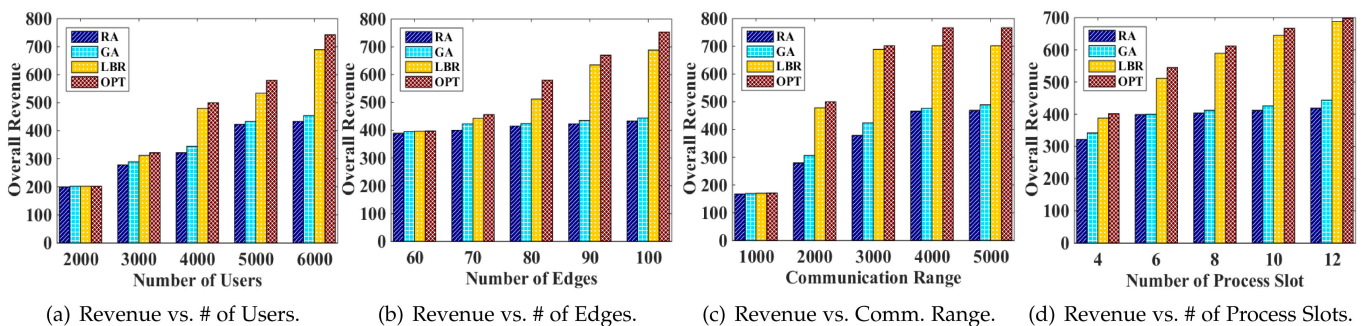 800
700
600
500
400
300
200
100
0
Overall Revenue
RA
GA
LBR
OPT
2000 3000 4000 5000 6000
Number of Users
(a) Revenue vs. # of Users.
800
700
600
500
400
300
200
100
0
Overall Revenue
RA
GA
LBR
OPT
60 70 80 90 100
Number of Edges
(b) Revenue vs. # of Edges.
800
700
600
500
400
300
200
100
0
Overall Revenue
RA
GA
LBR
OPT
1000 2000 3000 4000 5000
Communication Range
(c) Revenue vs. Comm. Range.
700
600
500
400
300
200
100
0
Overall Revenue
RA
GA
LBR
OPT
4 6 8 10 12
Number of Process Slot
(d) Revenue vs. # of Process Slots.